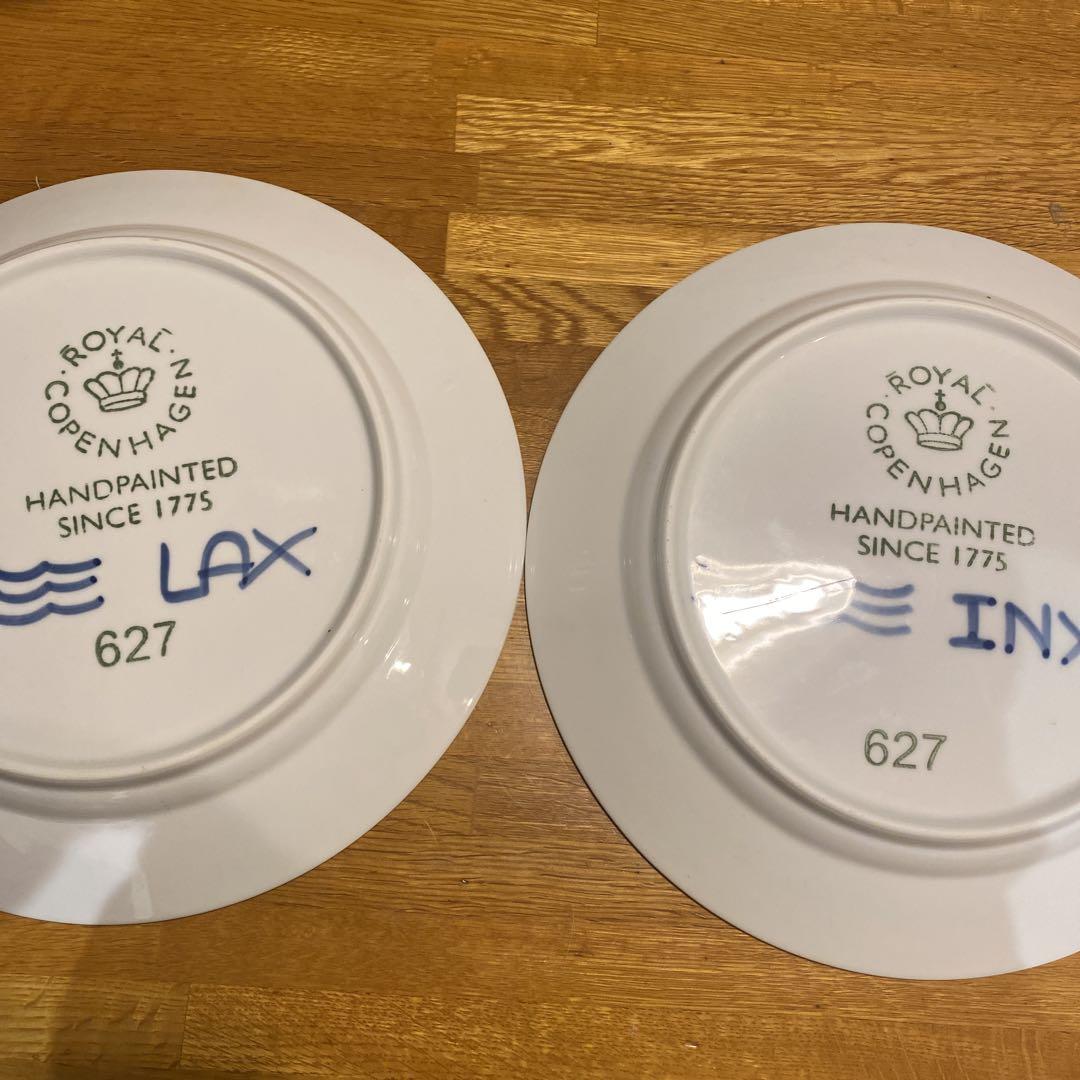 ROYAL COPENHAGEN
HANDPAINTED
SINCE 1775
LAX
627
ROYAL COPENHAGEN
HANDPAINTED
SINCE 1775
INX
627